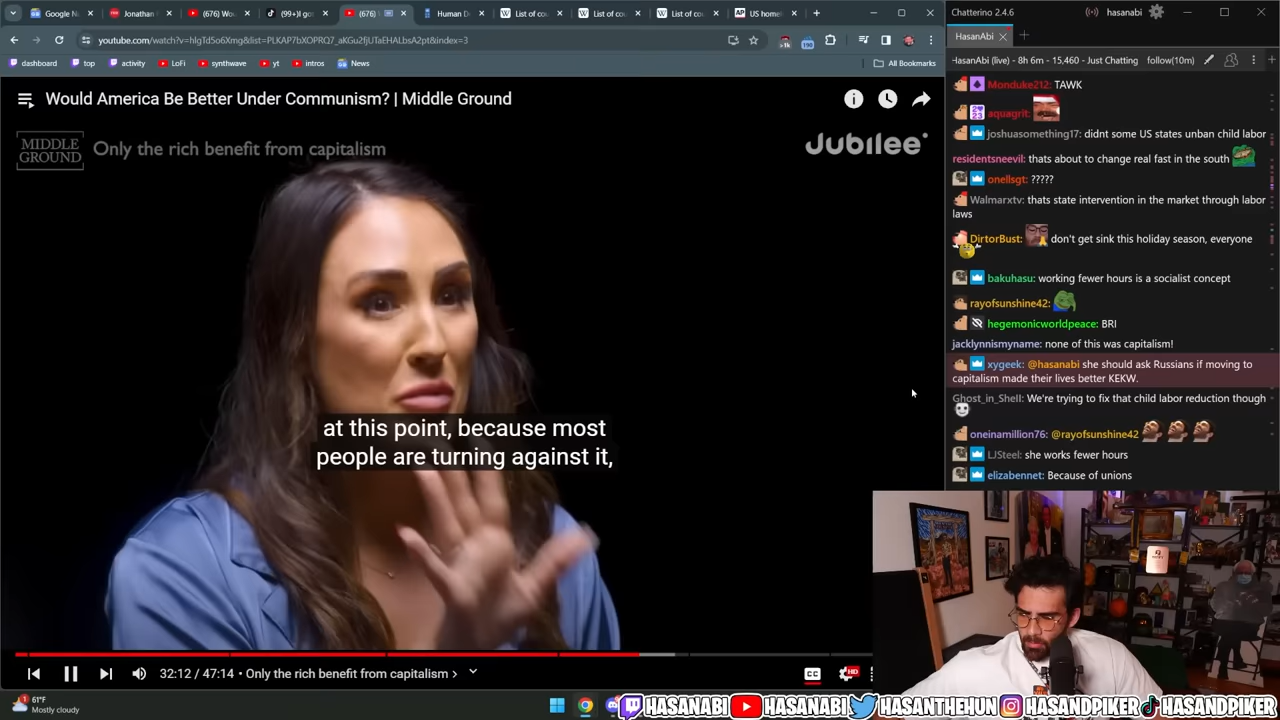 Google N
Jonathan
(676) Wou
(99+)I go
(676)
Human D
List of co
List of co
List of co
US home
youtube.com/watch?v=hIgTd5o6Xmg&list=PLKAP7bXOPRQ7_aKGu2fjUTaEHALbsA2pt&index=3
dashboard
top
activity
LoFi
synthwave
yt
intros
News
All Bookmarks
Would America Be Better Under Communism? | Middle Ground
MIDDLE
GROUND
Only the rich benefit from capitalism
Jubilee
at this point, because most
people are turning against it,
32:12 / 47:14 • Only the rich benefit from capitalism
CC
HD
61°F
Mostly cloudy
Chatterino 2.4.6
hasanabi
HasanAbi
HasanAbi (live) - 8h 6m - 15,460 - Just Chatting
follow(10m)
Monduke212: TAWK
aquagrit:
joshuasomething17: didnt some US states unban child labor
residentsneevil: thats about to change real fast in the south
onellsgt: ?????
Walmarxtv: thats state intervention in the market through labor
laws
DirtorBust: don't get sink this holiday season, everyone
bakuhasu: working fewer hours is a socialist concept
rayofsunshine42:
hegemonicworldpeace: BRI
jacklynnismyname: none of this was capitalism!
xygeek: @hasanabi she should ask Russians if moving to
capitalism made their lives better KEKW.
Ghost_in_Shell: We're trying to fix that child labor reduction though
oneinamillion76: @rayofsunshine42
LJSteel: she works fewer hours
elizabennet: Because of unions
HASANABI
HASANABI
HASANTHEHUN
HASANDPIKER
HASANDPIKER